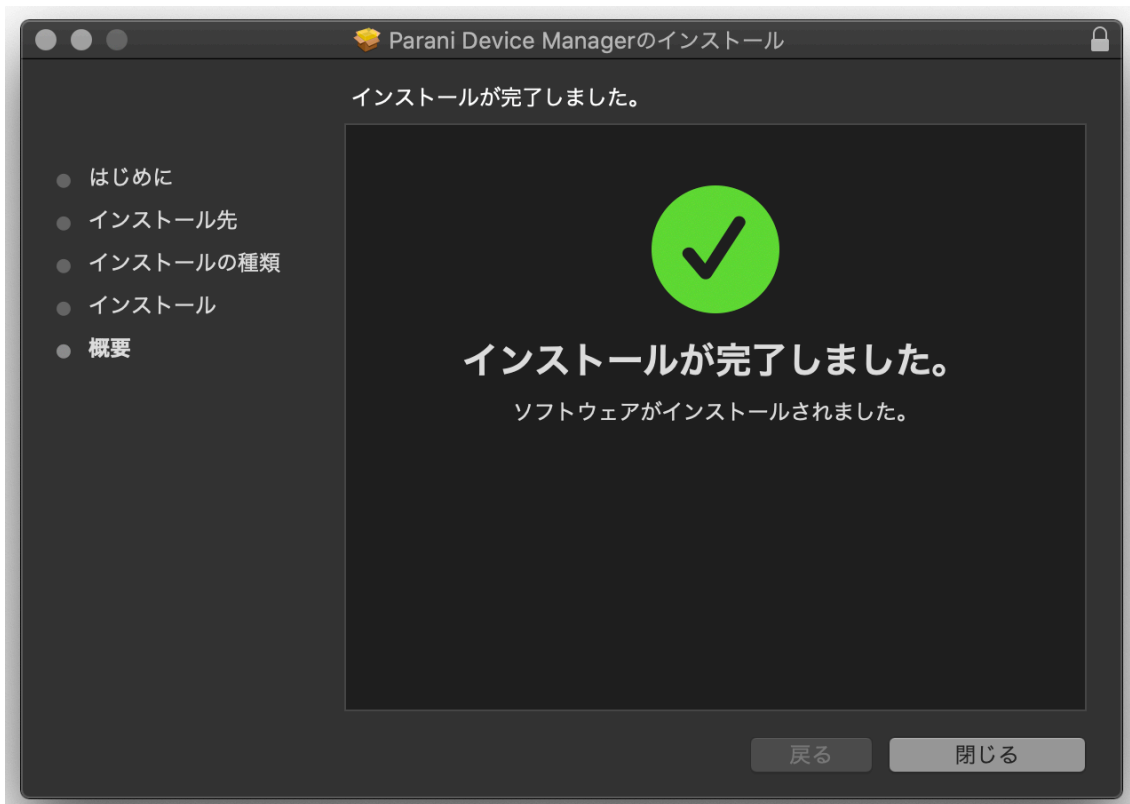 Parani Device Managerのインストール
インストールが完了しました。
はじめに
インストール先
インストールの種類
インストール
概要
インストールが完了しました。
ソフトウェアがインストールされました。
戻る
閉じる